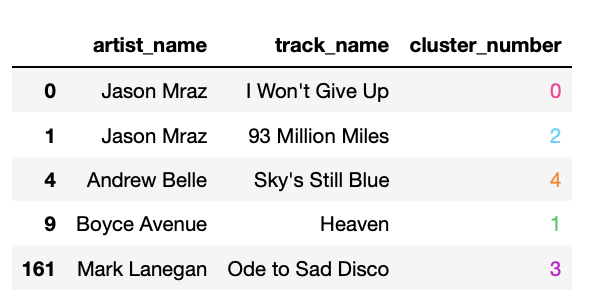 artist_name track_name cluster_number
0 Jason Mraz I Won't Give Up 0
1 Jason Mraz 93 Million Miles 2
4 Andrew Belle Sky's Still Blue 4
9 Boyce Avenue Heaven 1
161 Mark Lanegan Ode to Sad Disco 3